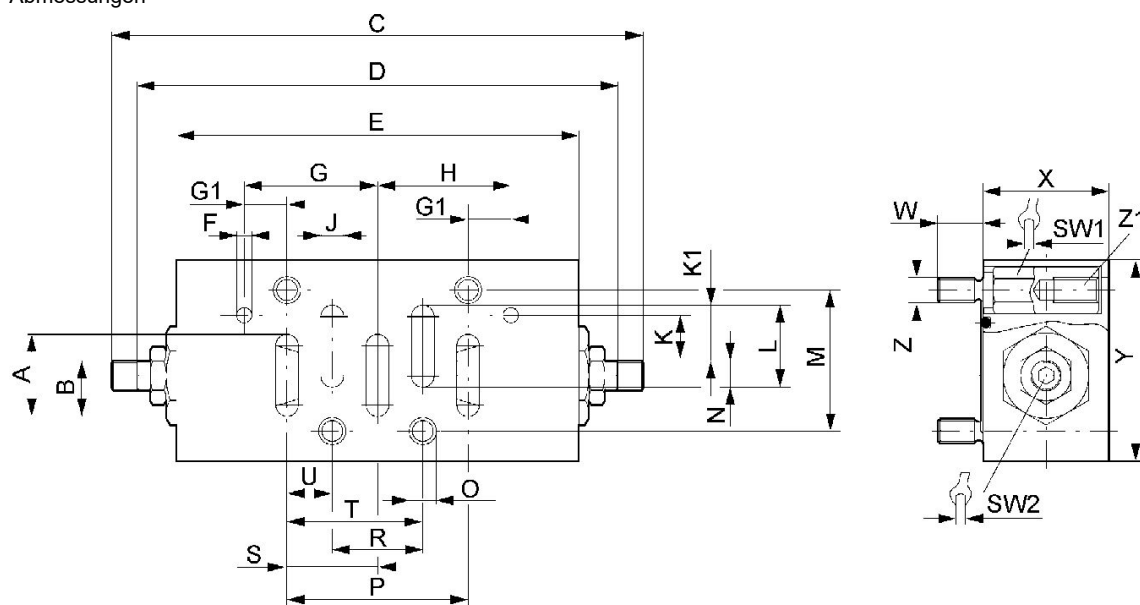 Abmessungen
C
D
E
G H
G1 G1
F J
K1
A B
K L M
N
U O
T
R
S
P
X
W
SW1 Z1
Z Y
SW2